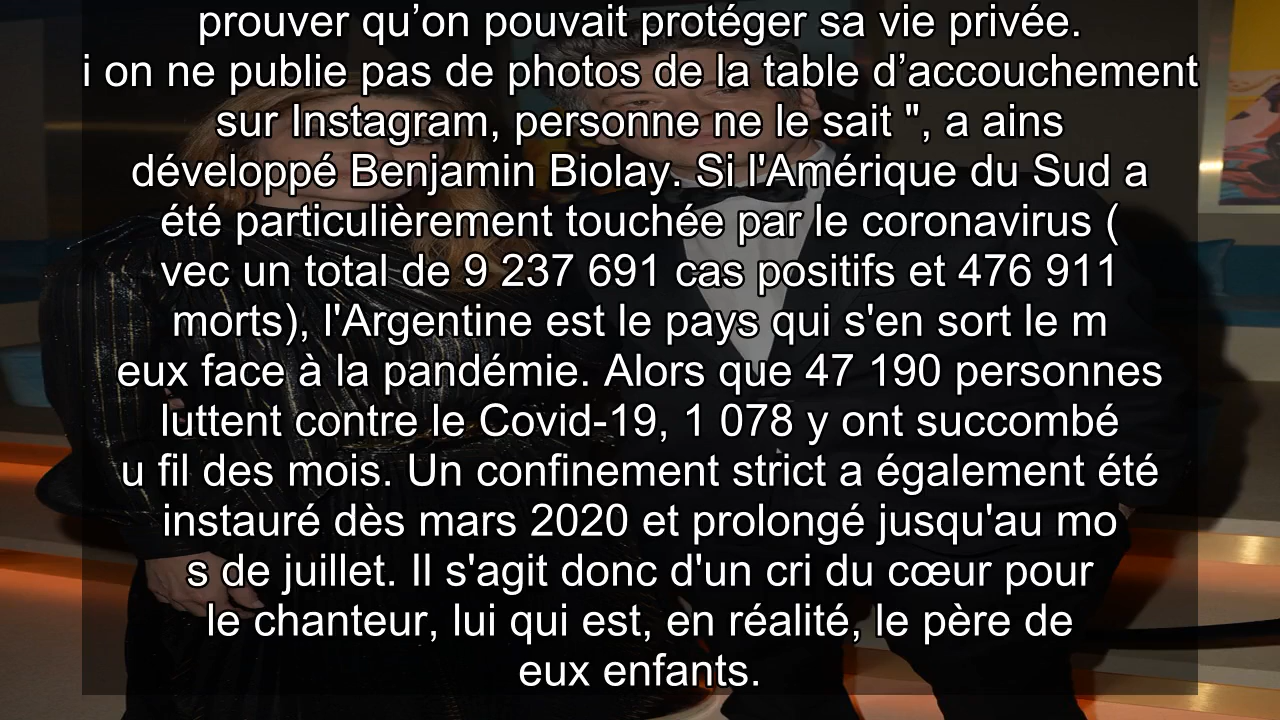 prouver qu’on pouvait protéger sa vie privée.
i on ne publie pas de photos de la table d’accouchement
sur Instagram, personne ne le sait ", a ains
développé Benjamin Biolay. Si l'Amérique du Sud a
été particulièrement touchée par le coronavirus (
vec un total de 9 237 691 cas positifs et 476 911
morts), l'Argentine est le pays qui s'en sort le m
eux face à la pandémie. Alors que 47 190 personnes
luttent contre le Covid-19, 1 078 y ont succombé
u fil des mois. Un confinement strict a également été
instauré dès mars 2020 et prolongé jusqu'au mo
s de juillet. Il s'agit donc d'un cri du cœur pour
le chanteur, lui qui est, en réalité, le père de
eux enfants.